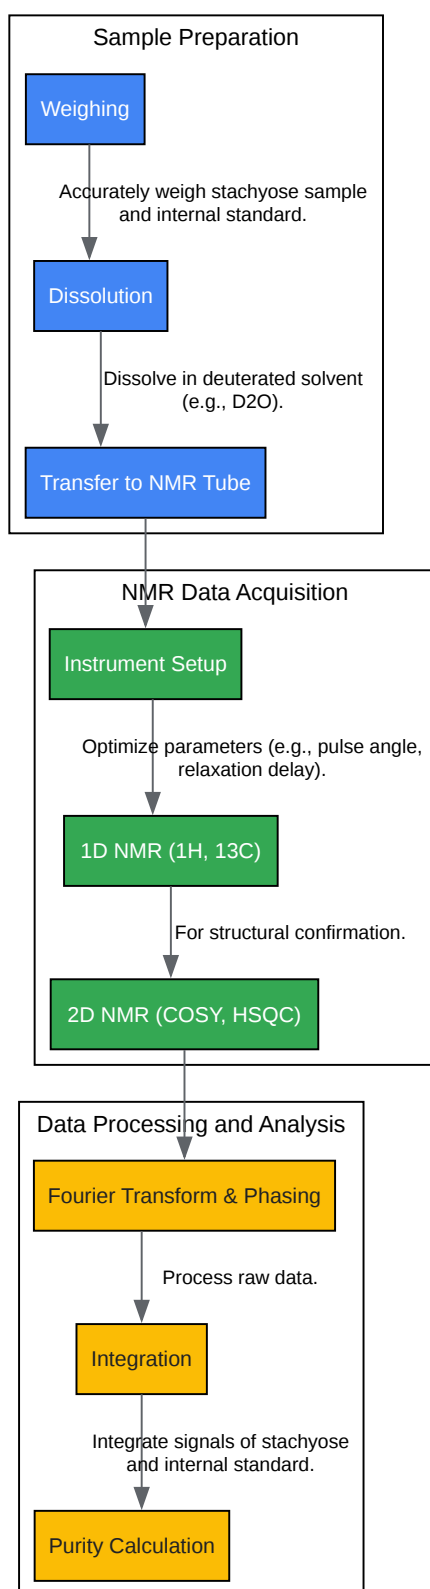 Sample Preparation
Weighing
Accurately weigh stachyose sample
and internal standard.
Dissolution
Dissolve in deuterated solvent
(e.g., D2O).
Transfer to NMR Tube
NMR Data Acquisition
Instrument Setup
Optimize parameters (e.g., pulse angle,
relaxation delay).
1D NMR (1H, 13C)
For structural confirmation.
2D NMR (COSY, HSQC)
Data Processing and Analysis
Fourier Transform & Phasing
Process raw data.
Integration
Integrate signals of stachyose
and internal standard.
Purity Calculation